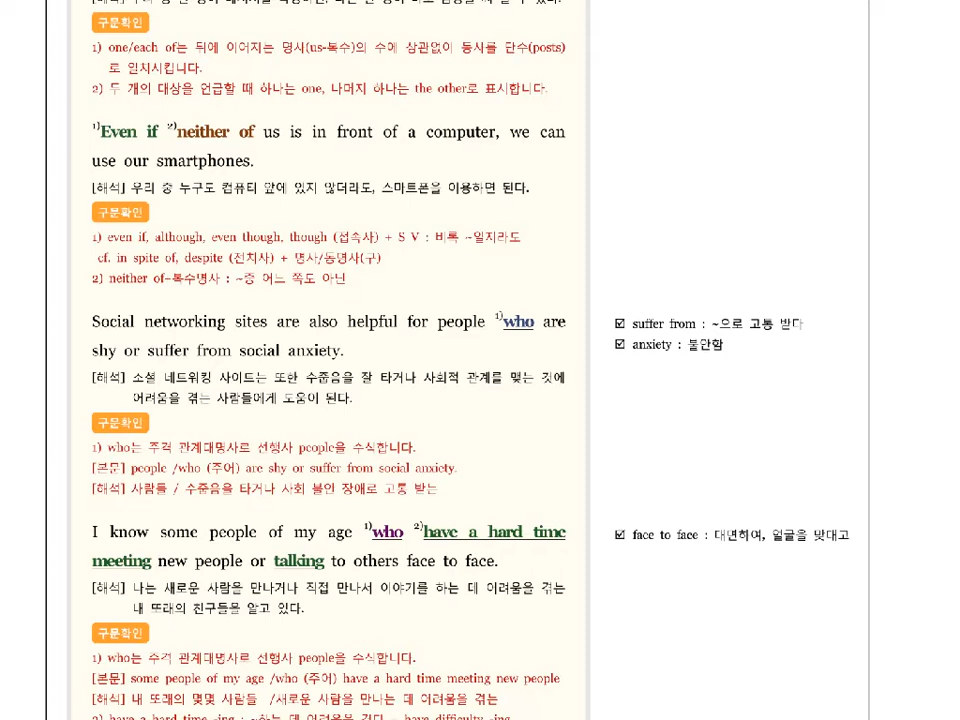 구문확인
1) one/each of는 뒤에 이어지는 명사(us-복수)의 수에 상관없이 동사를 단수(posts)
로 일치시킵니다.
2) 두 개의 대상을 언급할 때 하나는 one, 나머지 하나는 the other로 표시합니다.
1)Even if 2)neither of us is in front of a computer, we can
use our smartphones.
[해석] 우리 중 누구도 컴퓨터 앞에 있지 않더라도, 스마트폰을 이용하면 된다.
구문확인
1) even if, although, even though, though (접속사) + S V : 비록 ~일지라도
cf. in spite of, despite (전치사) + 명사/동명사(구)
2) neither of+복수명사 : ~중 어느 쪽도 아닌
Social networking sites are also helpful for people 1)who are
shy or suffer from social anxiety.
[해석] 소셜 네트워킹 사이트는 또한 수줍음을 잘 타거나 사회적 관계를 맺는 것에
어려움을 겪는 사람들에게 도움이 된다.
구문확인
1) who는 주격 관계대명사로 선행사 people을 수식합니다.
[본문] people /who (주어) are shy or suffer from social anxiety.
[해석] 사람들 / 수줍음을 타거나 사회 불안 장애로 고통 받는
☑ suffer from : ~으로 고통 받다
☑ anxiety : 불안함
I know some people of my age 1)who 2)have a hard time
meeting new people or talking to others face to face.
[해석] 나는 새로운 사람을 만나거나 직접 만나서 이야기를 하는 데 어려움을 겪는
내 또래의 친구들을 알고 있다.
구문확인
1) who는 주격 관계대명사로 선행사 people을 수식합니다.
[본문] some people of my age /who (주어) have a hard time meeting new people
[해석] 내 또래의 몇몇 사람들 /새로운 사람을 만나는 데 어려움을 겪는
2) have a hard time -ing : ~하는 데 어려움을 겪다 = have difficulty -ing
☑ face to face : 대면하여, 얼굴을 맞대고